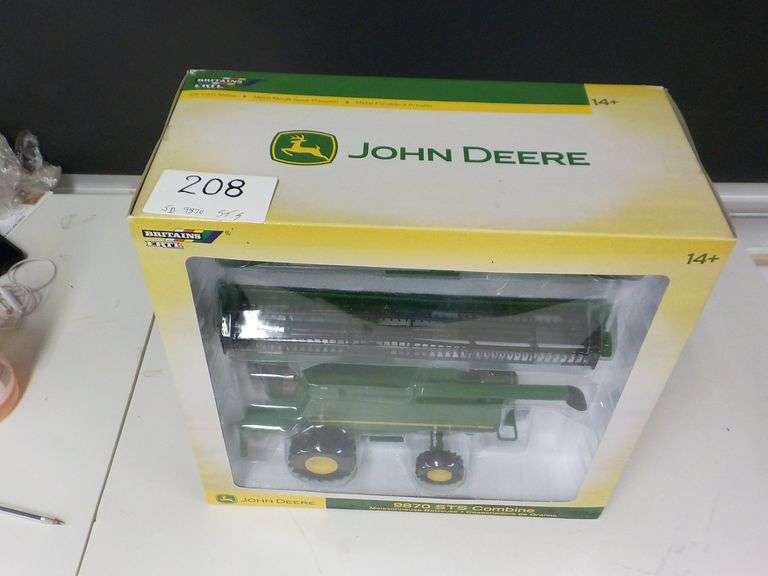 BRITAINS
ERTL
14+
JOHN DEERE
208
JD 9870 STS
BRITAINS
ERTL
14+
JOHN DEERE
9870 STS Combine